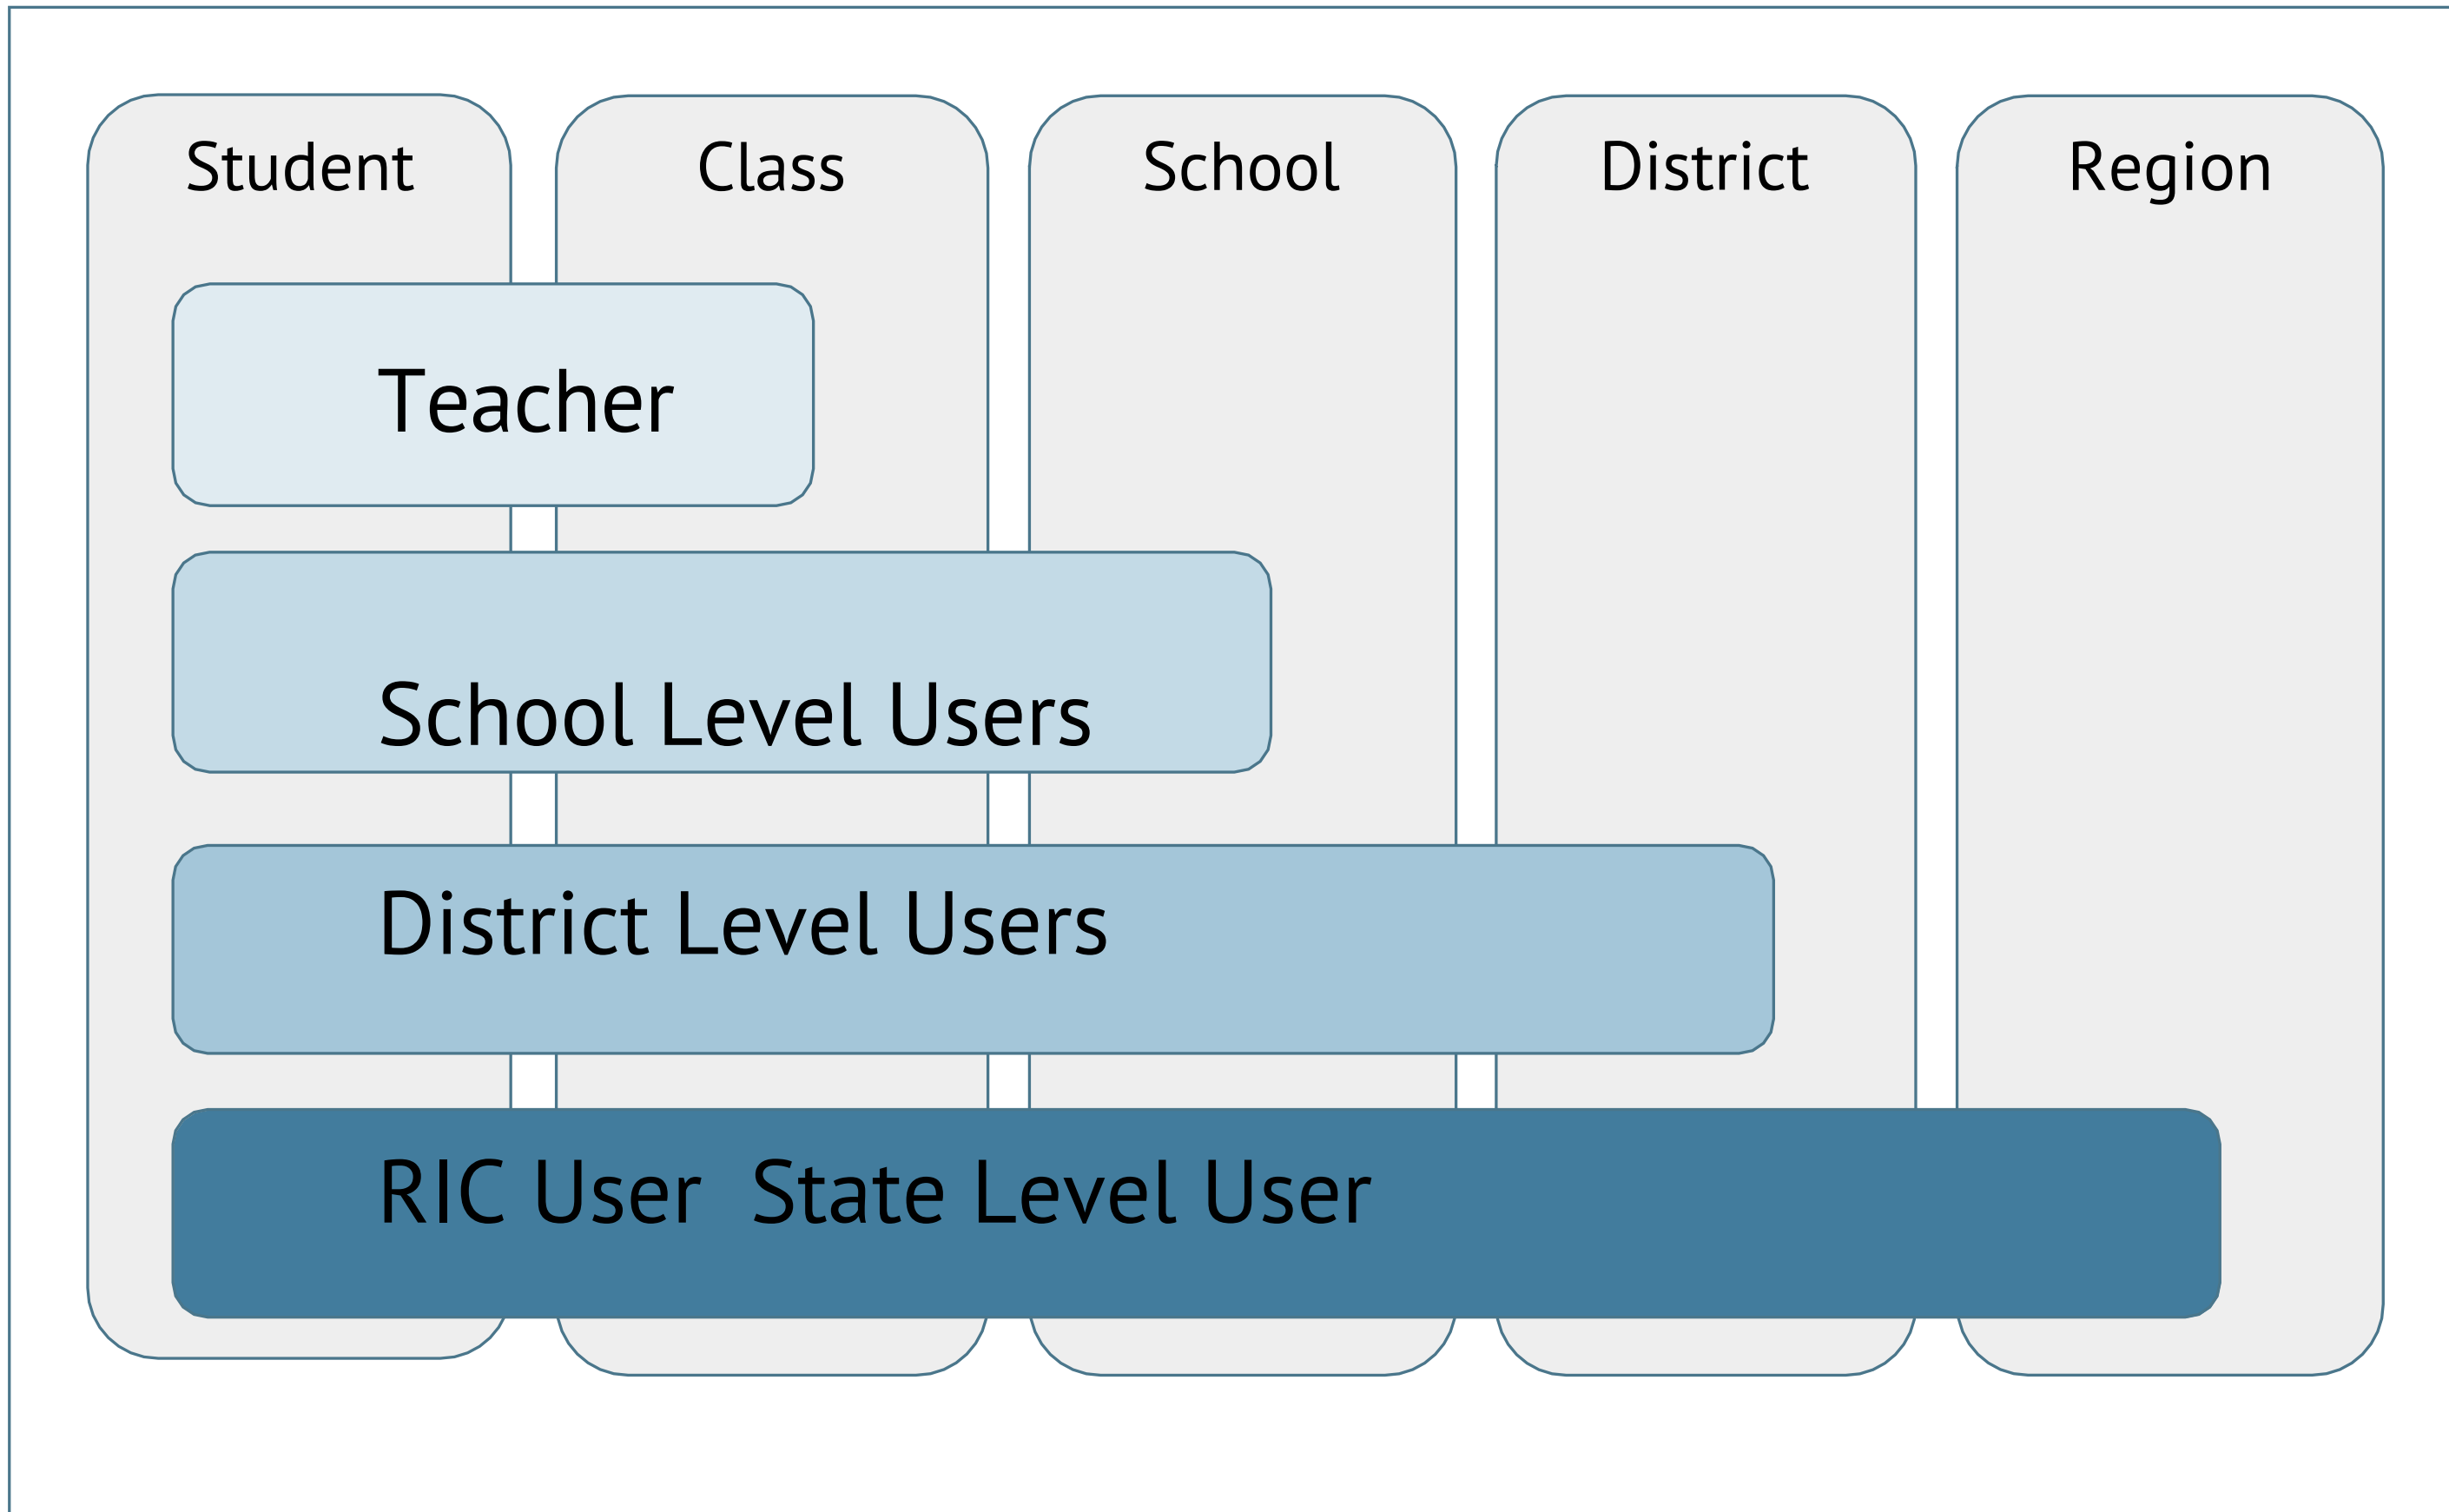 Student Class School District Region
Teacher
School Level Users
District Level Users
RIC User  State Level User